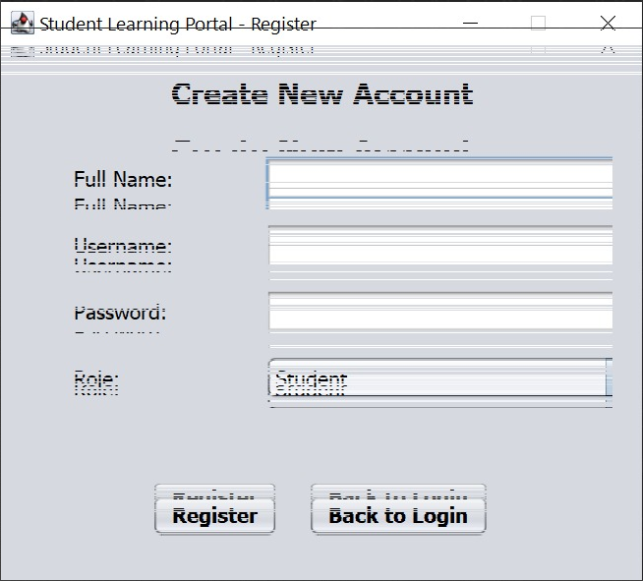 Student Learning Portal - Register
Create New Account
Full Name:
Username:
Password:
Role: Student
Register Back to Login